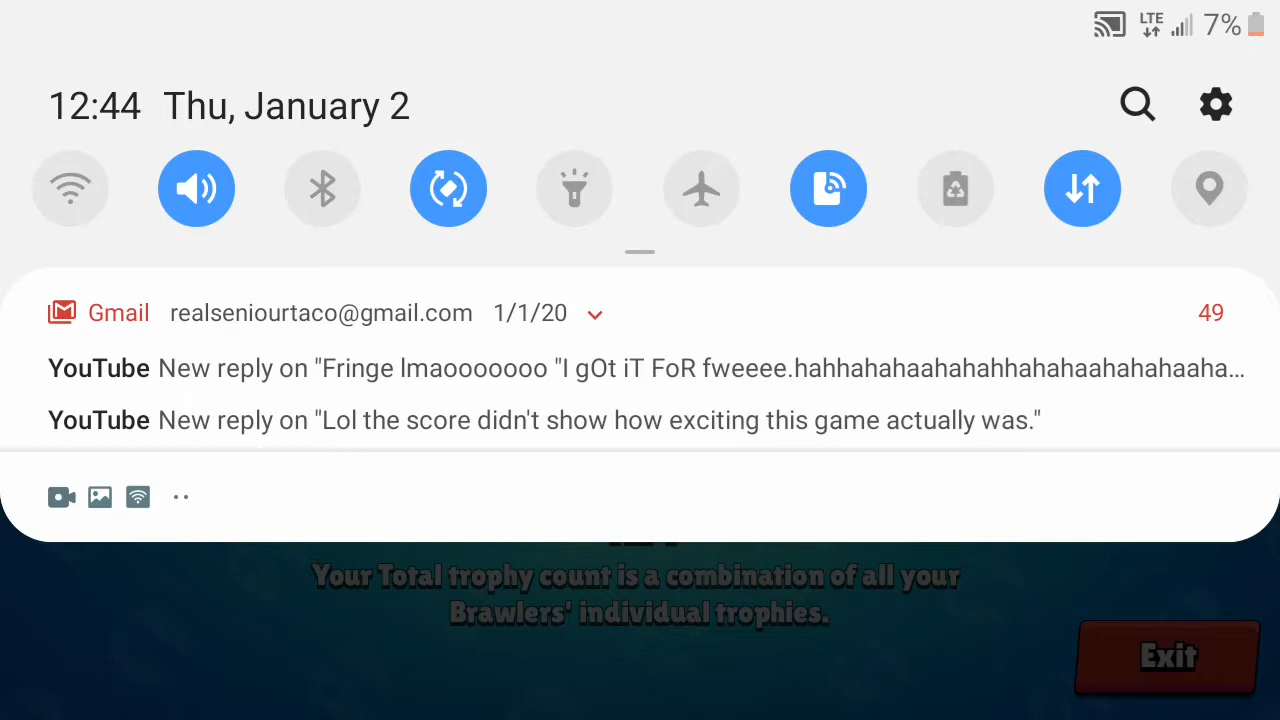 LTE 7%
12:44 Thu, January 2
Gmail realseniourtaco@gmail.com 1/1/20 49
YouTube New reply on "Fringe lmaooooooo "I gOt iT FoR fweeee.hahhahahaahahahhahahaahahahaaha...
YouTube New reply on "Lol the score didn't show how exciting this game actually was."
Your Total trophy count is a combination of all your
Brawlers' individual trophies.
Exit